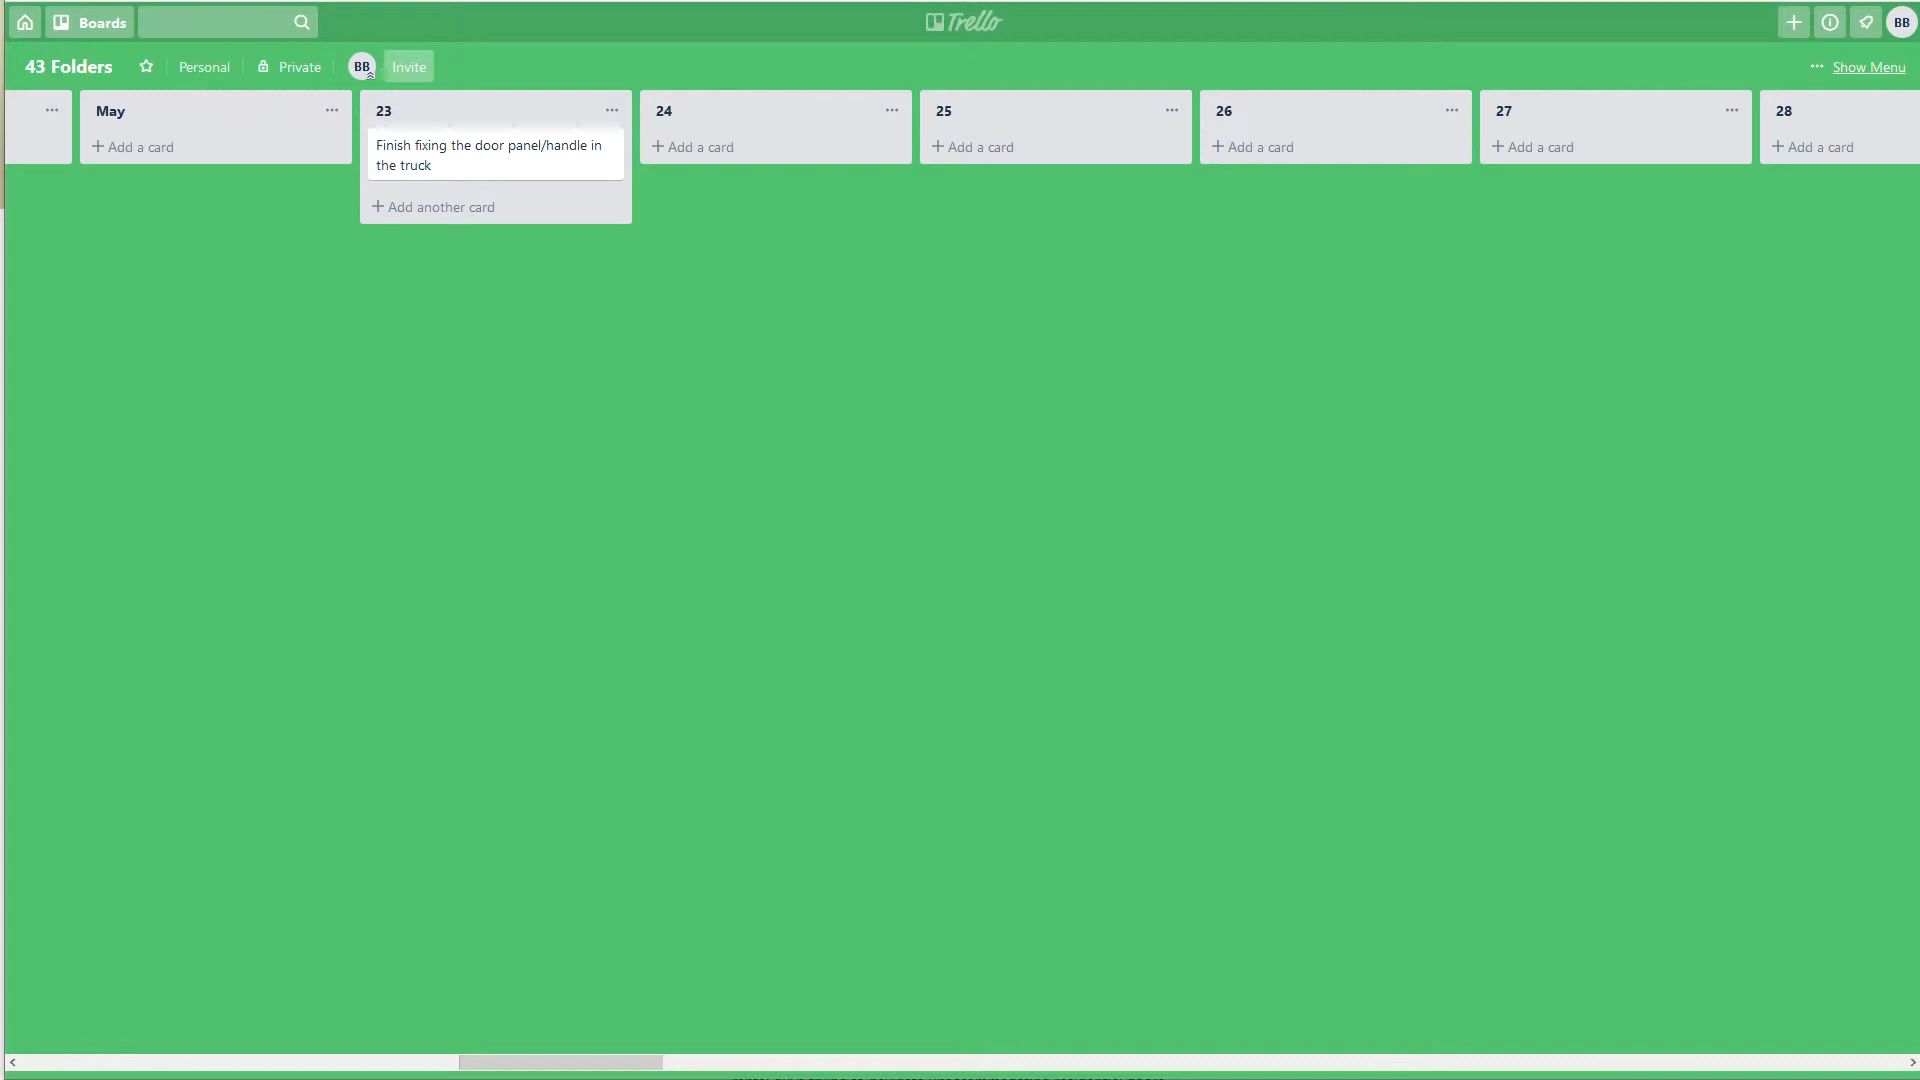 Boards
Trello
BB
43 Folders
Personal
Private
BB
Invite
Show Menu
May
Add a card
23
Finish fixing the door panel/handle in
the truck
Add another card
24
Add a card
25
Add a card
26
Add a card
27
Add a card
28
Add a card